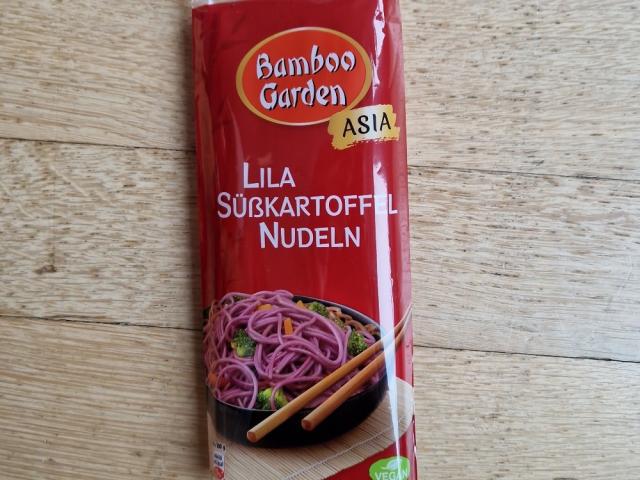 Bamboo
Garden
ASIA
LILA
SÜẞKARTOFFEL
NUDELN
VEGAN